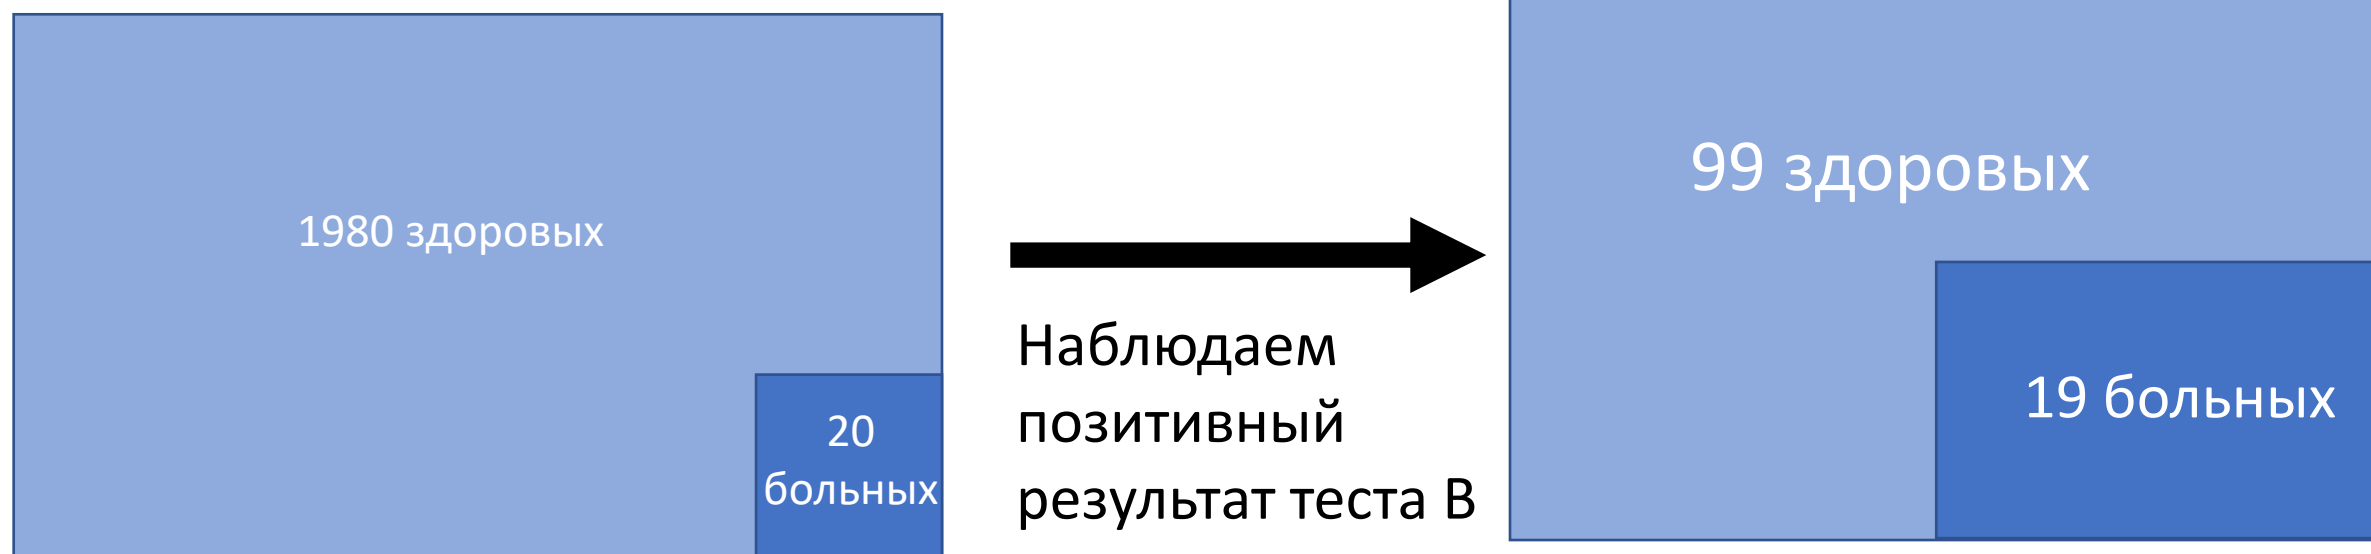 1980 здоровых
20
больных
Наблюдаем
позитивный
результат теста B
99 здоровых
19 больных